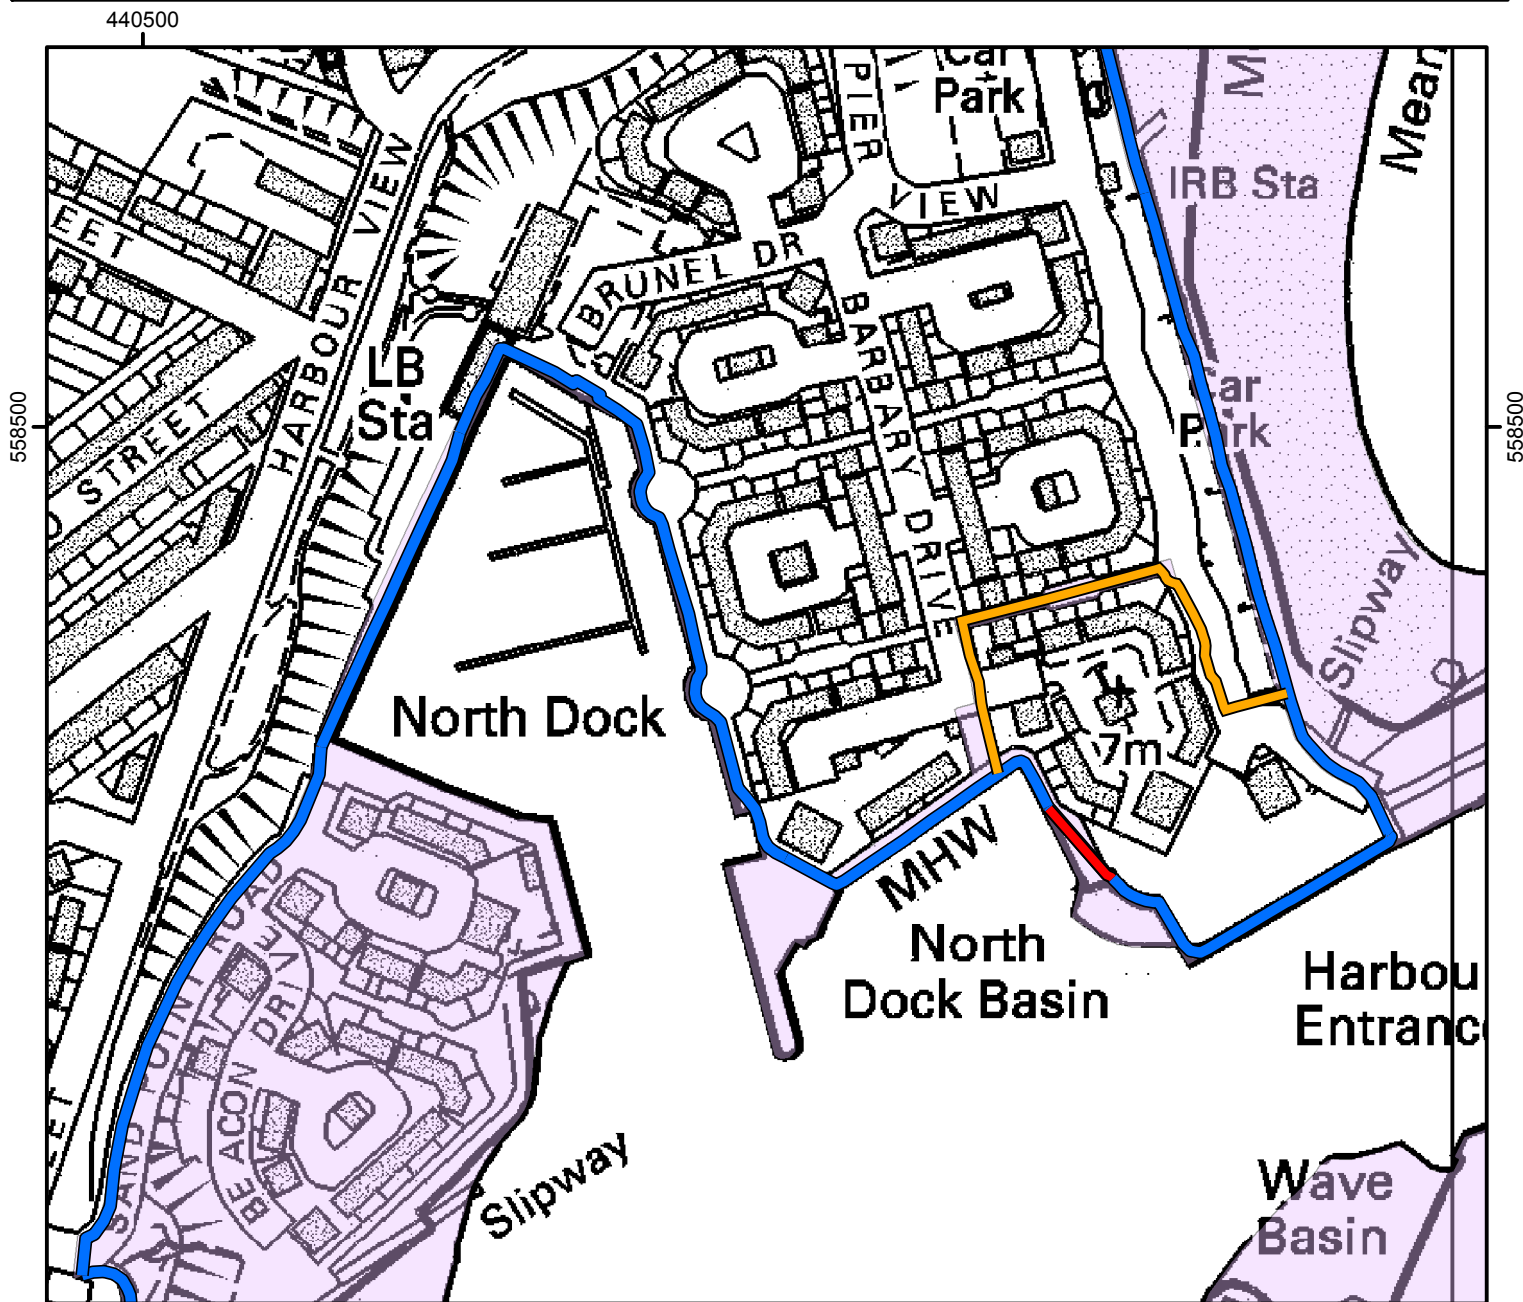 440500
Car
Park
PIER
VIEW
Mean
IRB Sta
HARBOUR VIEW
EET
BRUNEL DR
BARBARY DRIVE
LB
Sta
Car
Park
558500
558500
STREET
Slipway
North Dock
7m
MHW
North
Dock Basin
Harbou
Entranc
SAND POINT ROAD
BEACON DRIVE
Slipway
Wave
Basin